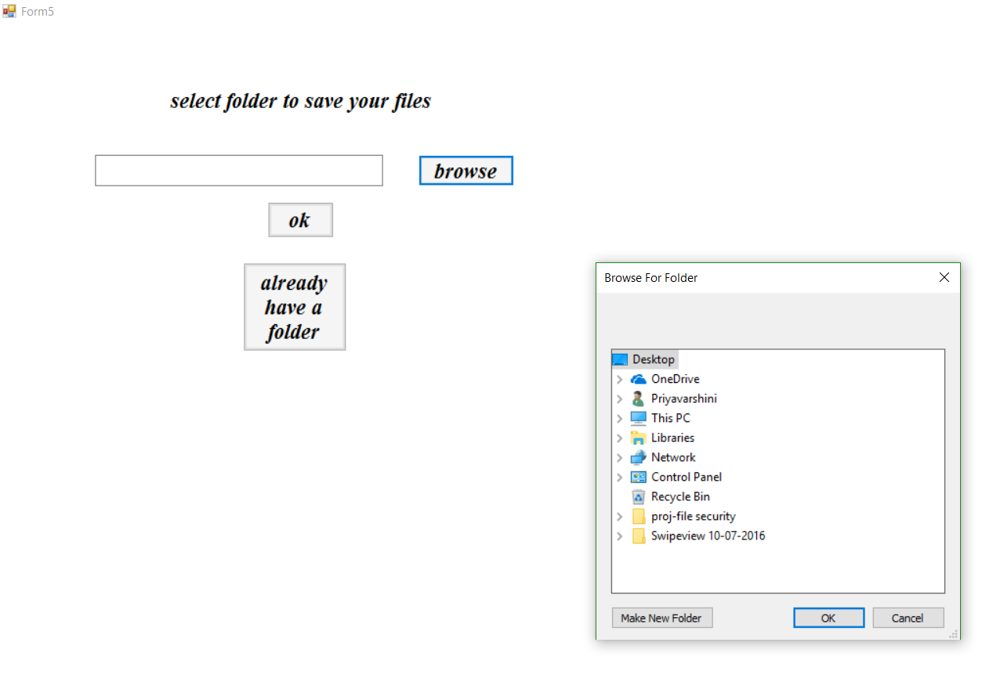 Form5
select folder to save your files
browse
ok
already
have a
folder
Browse For Folder
Desktop
OneDrive
Priyavarshini
This PC
Libraries
Network
Control Panel
Recycle Bin
proj-file security
Swipeview 10-07-2016
Make New Folder
OK
Cancel